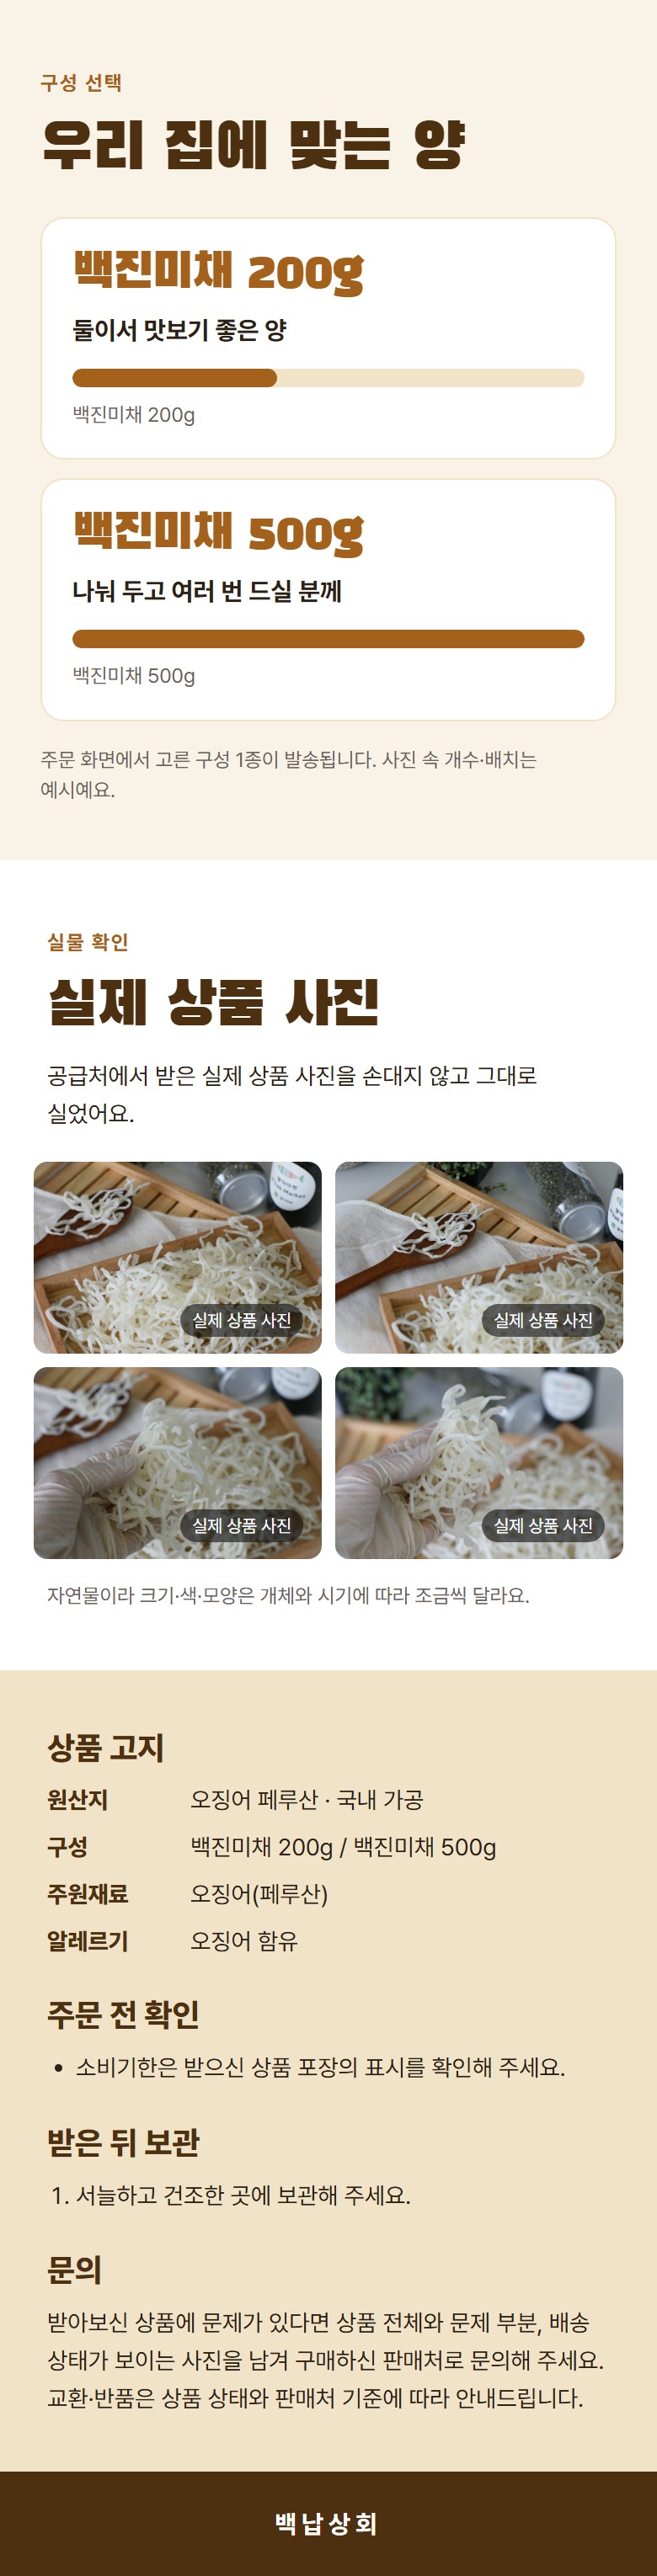 구성 선택
우리 집에 맞는 양
백진미채 200g
둘이서 맛보기 좋은 양
백진미채 200g
백진미채 500g
나눠 두고 여러 번 드실 분께
백진미채 500g
주문 화면에서 고른 구성 1종이 발송됩니다. 사진 속 개수·배치는
예시예요.
실물 확인
실제 상품 사진
공급처에서 받은 실제 상품 사진을 손대지 않고 그대로
실었어요.
실제 상품 사진
실제 상품 사진
실제 상품 사진
실제 상품 사진
자연물이라 크기·색·모양은 개체와 시기에 따라 조금씩 달라요.
상품 고지
원산지 오징어 페루산 · 국내 가공
구성 백진미채 200g / 백진미채 500g
주원재료 오징어(페루산)
알레르기 오징어 함유
주문 전 확인
• 소비기한은 받으신 상품 포장의 표시를 확인해 주세요.
받은 뒤 보관
1. 서늘하고 건조한 곳에 보관해 주세요.
문의
받아보신 상품에 문제가 있다면 상품 전체와 문제 부분, 배송
상태가 보이는 사진을 남겨 구매하신 판매처로 문의해 주세요.
교환·반품은 상품 상태와 판매처 기준에 따라 안내드립니다.
백납상회